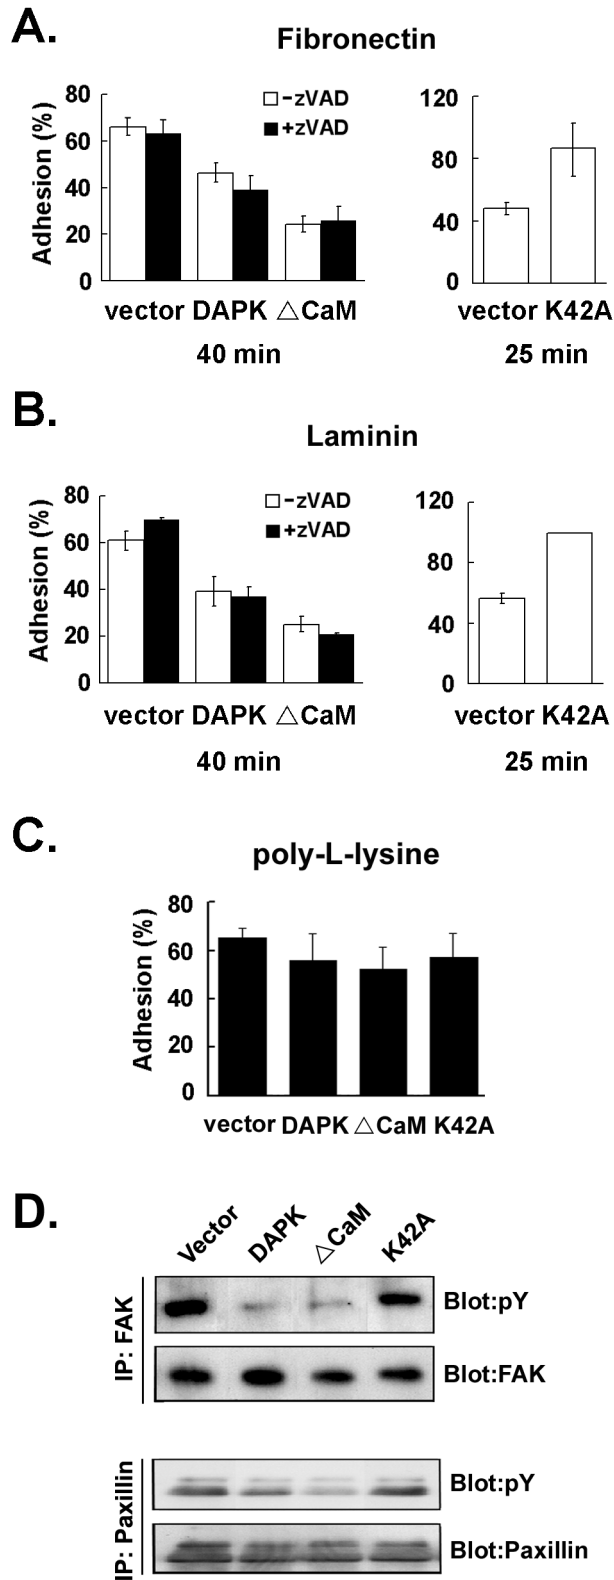 A.
Fibronectin
Adhesion (%)
80
60
40
20
0
−zVAD
+zVAD
vector DAPK △CaM
40 min
120
80
40
0
vector K42A
25 min
B.
Laminin
Adhesion (%)
80
60
40
20
0
−zVAD
+zVAD
vector DAPK △CaM
40 min
120
80
40
0
vector K42A
25 min
C.
poly-L-lysine
Adhesion (%)
80
60
40
20
0
vector DAPK △CaM K42A
D.
Vector DAPK △CaM K42A
IP: FAK
Blot:pY
Blot:FAK
IP: Paxillin
Blot:pY
Blot:Paxillin